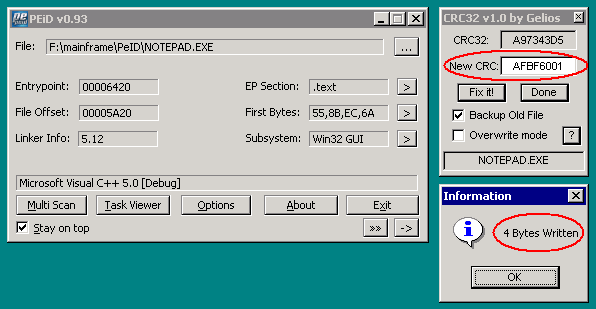 PEiD v0.93
File: F:\mainframe\PeID\NOTEPAD.EXE ...
Entrypoint: 00006420 EP Section: .text >
File Offset: 00005A20 First Bytes: 55,8B,EC,6A >
Linker Info: 5.12 Subsystem: Win32 GUI >
Microsoft Visual C++ 5.0 [Debug]
Multi Scan Task Viewer Options About Exit
Stay on top »» ->
CRC32 v1.0 by Gelios
CRC32: A97343D5
New CRC: AFBF6001
Fix it! Done
Backup Old File
Overwrite mode ?
NOTEPAD.EXE
Information
4 Bytes Written
OK